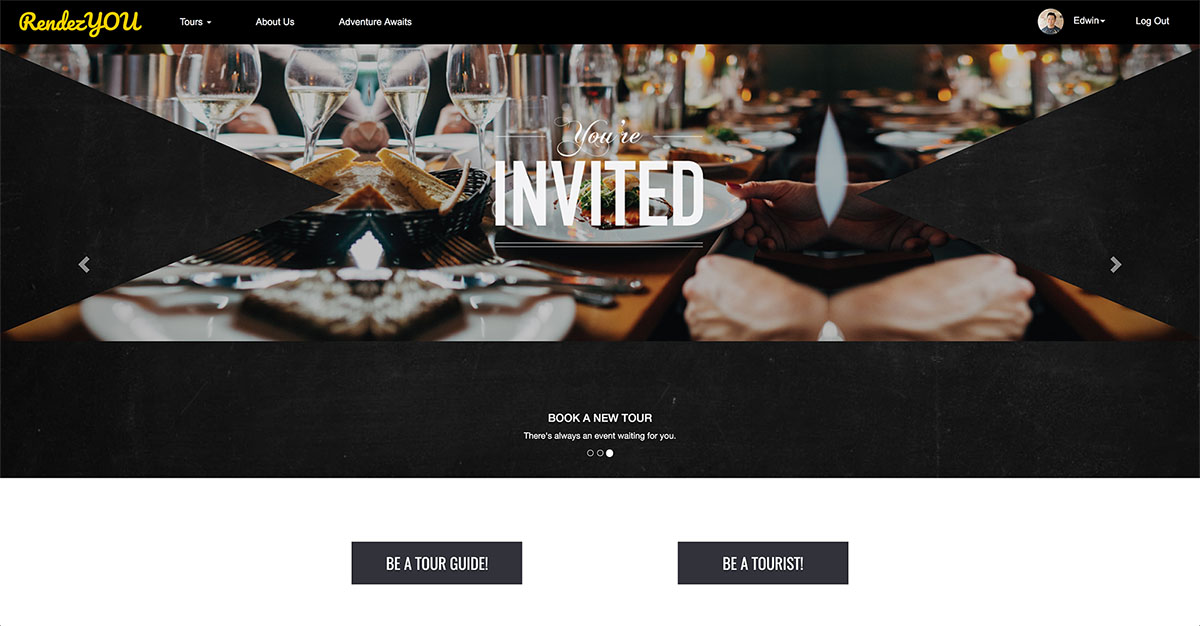 RendezYOU
Tours
About Us
Adventure Awaits
Edwin
Log Out
You're
INVITED
BOOK A NEW TOUR
There's always an event waiting for you.
BE A TOUR GUIDE!
BE A TOURIST!